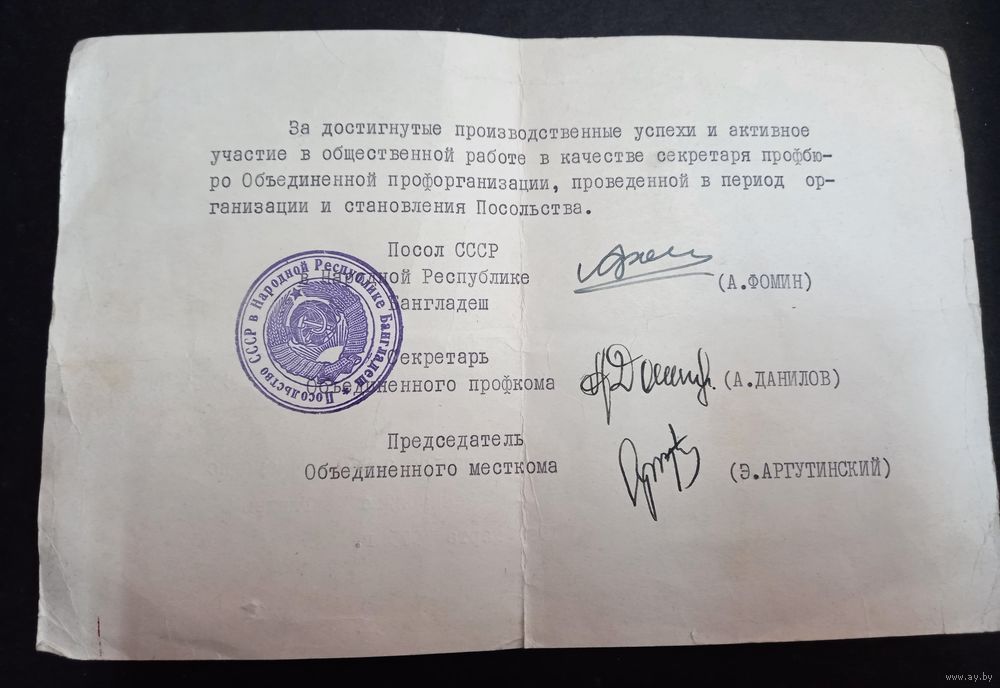 За достигнутые производственные успехи и активное
участие в общественной работе в качестве секретаря профбю-
ро Объединенной профорганизации, проведенной в период ор-
ганизации и становления Посольства.
Посол СССР
в Народной Республике
Бангладеш
(А.ФОМИН)
Секретарь
Объединенного профкома
(А.ДАНИЛОВ)
Председатель
Объединенного месткома
(Э.АРГУТИНСКИЙ)
Посольство СССР в Народной Республике Бангладеш
www.ay.by